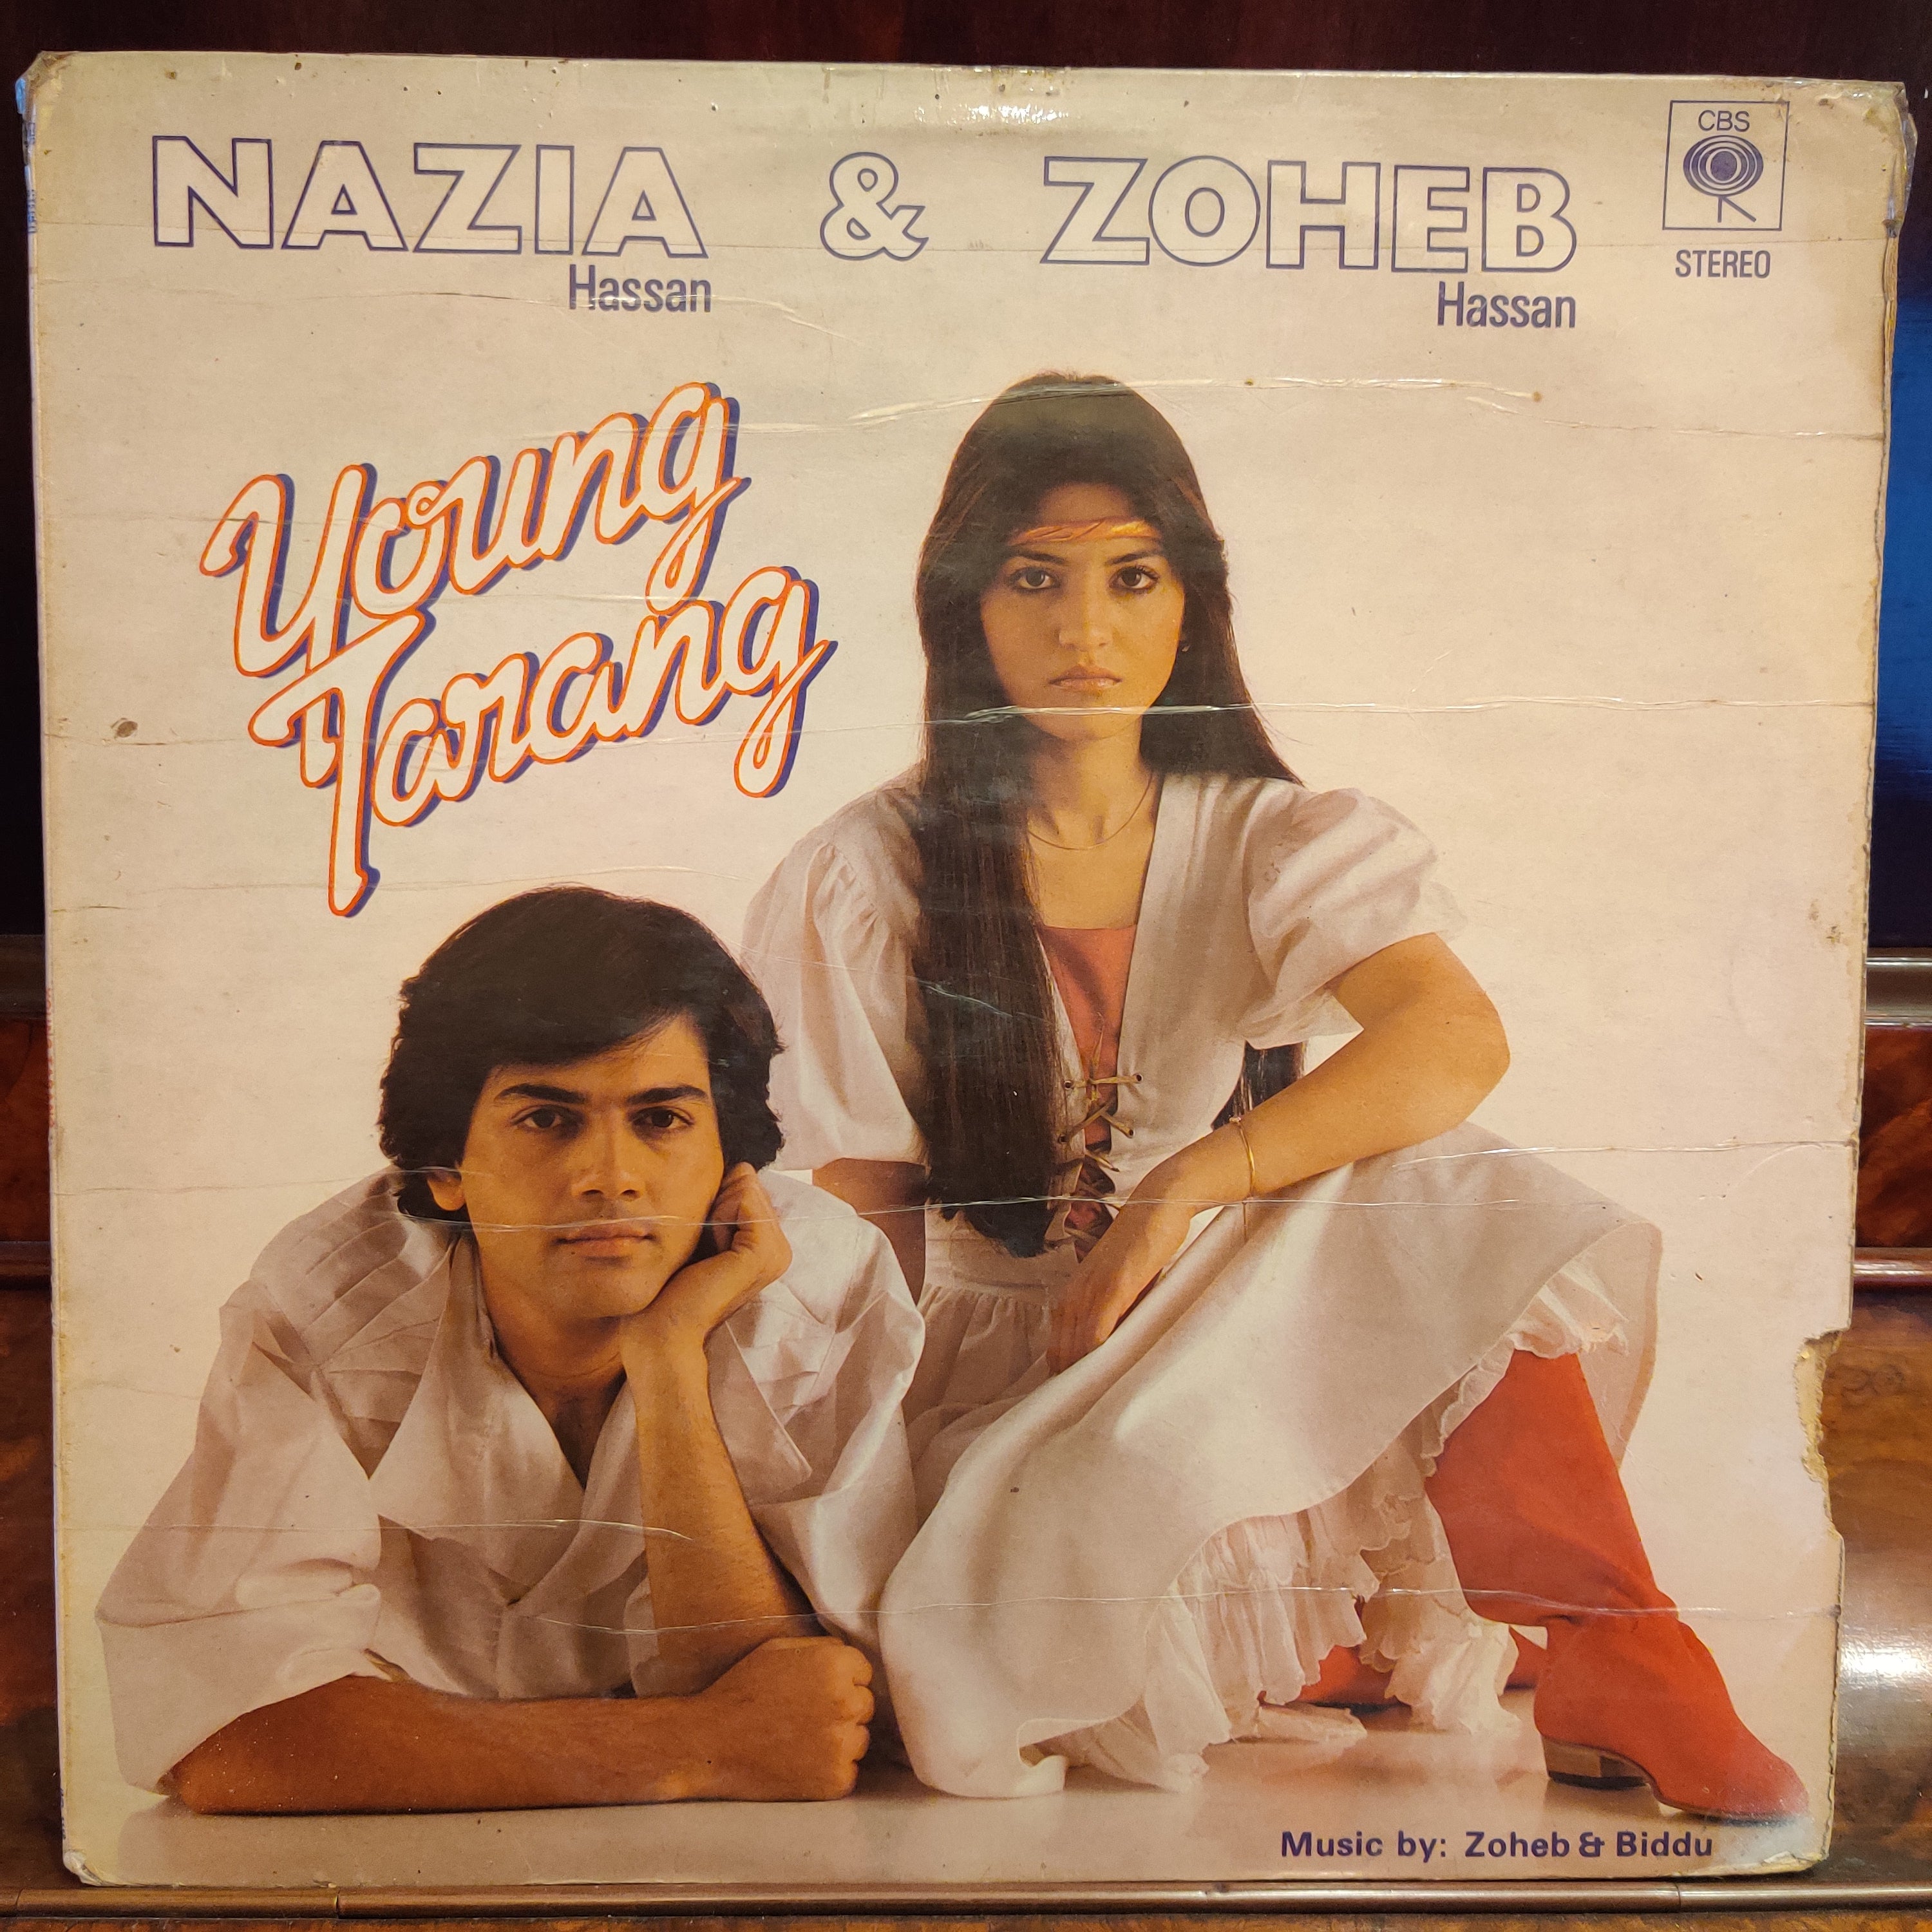 NAZIA & ZOHEB
Hassan
Hassan
CBS
STEREO
Young
Tarang
Music by: Zoheb & Biddu